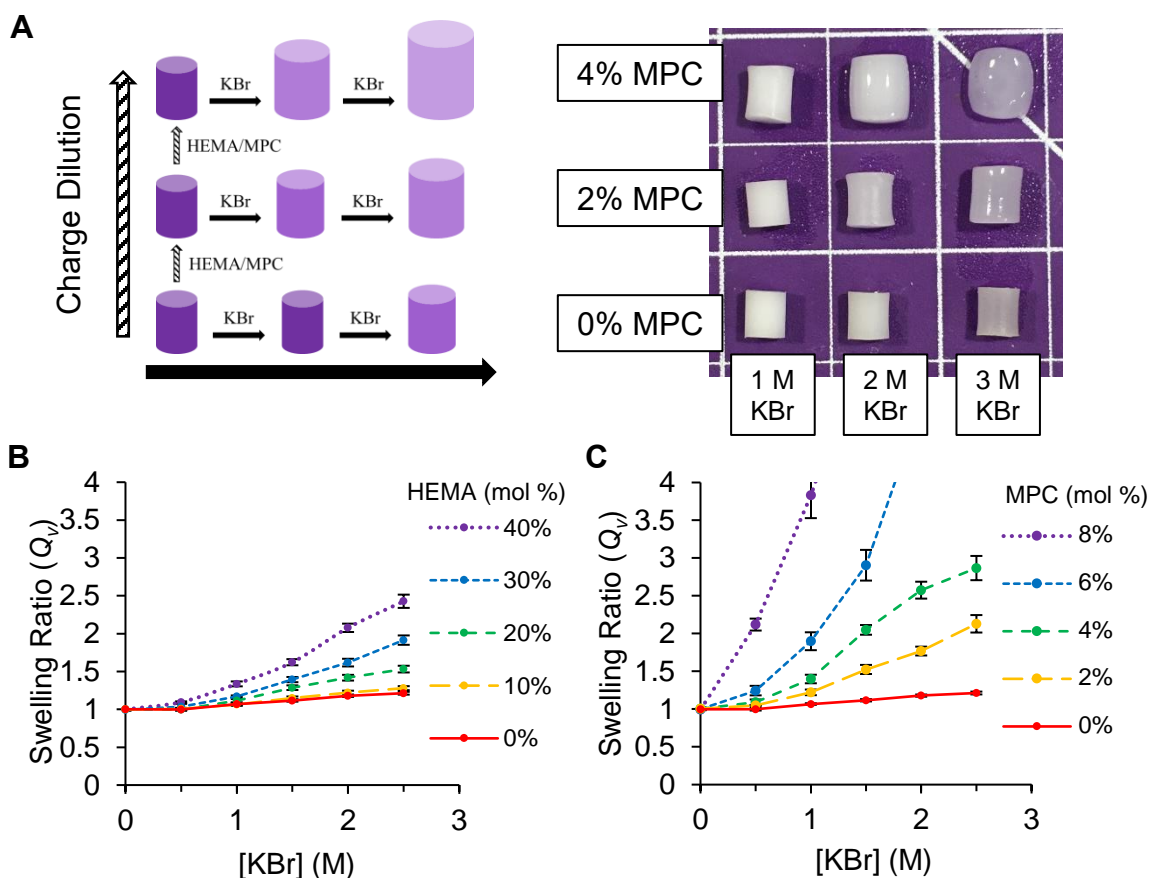 A
Charge Dilution
KBr
KBr
HEMA/MPC
KBr
KBr
HEMA/MPC
KBr
KBr
4% MPC
2% MPC
0% MPC
1 M
KBr
2 M
KBr
3 M
KBr
B
Swelling Ratio (Qv)
4
3.5
3
2.5
2
1.5
1
0.5
0
0
1
2
3
[KBr] (M)
HEMA (mol %)
40%
30%
20%
10%
0%
C
Swelling Ratio (Qv)
4
3.5
3
2.5
2
1.5
1
0.5
0
0
1
2
3
[KBr] (M)
MPC (mol %)
8%
6%
4%
2%
0%